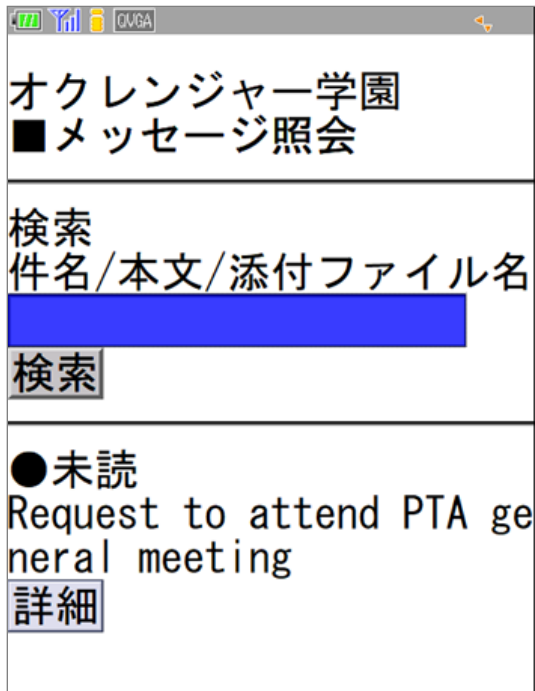 QVGA
オクレンジャー学園
■メッセージ照会
検索
件名/本文/添付ファイル名
検索
●未読
Request to attend PTA ge
neral meeting
詳細